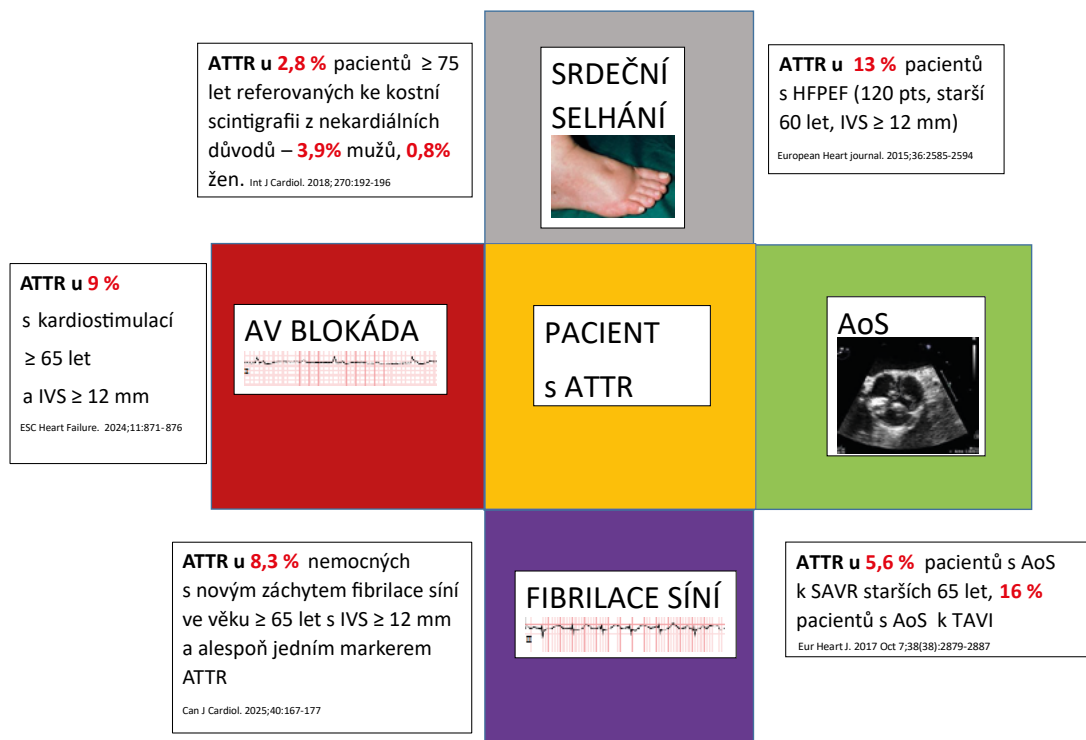 ATTR u 2,8 % pacientů ≥ 75
let referovaných ke kostní
scintigrafii z nekardiálních
důvodů – 3,9% mužů, 0,8%
žen. Int J Cardiol. 2018; 270:192-196
SRDEČNÍ
SELHÁNÍ
ATTR u 13 % pacientů
s HFPEF (120 pts, starší
60 let, IVS ≥ 12 mm)
European Heart journal. 2015;36:2585-2594
ATTR u 9 %
s kardiostimulací
≥ 65 let
a IVS ≥ 12 mm
ESC Heart Failure. 2024;11:871-876
AV BLOKÁDA
PACIENT
s ATTR
AoS
ATTR u 8,3 % nemocných
s novým záchytem fibrilace síní
ve věku ≥ 65 let s IVS ≥ 12 mm
a alespoň jedním markerem
ATTR
Can J Cardiol. 2025;40:167-177
FIBRILACE SÍNÍ
ATTR u 5,6 % pacientů s AoS
k SAVR starších 65 let, 16 %
pacientů s AoS k TAVI
Eur Heart J. 2017 Oct 7;38(38):2879-2887